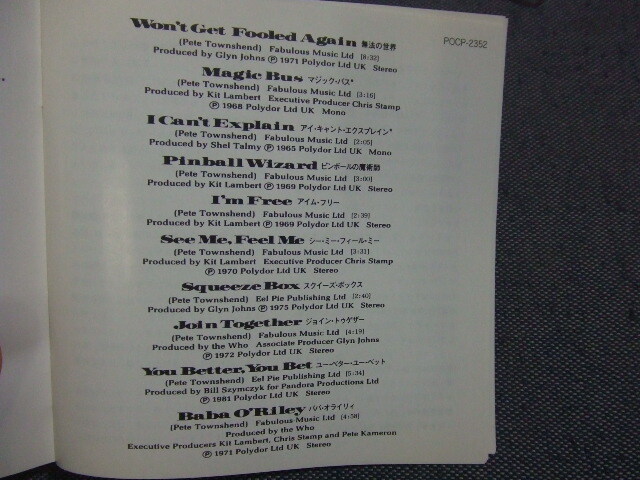 Won't Get Fooled Again 無法の世界
(Pete Townshend) Fabulous Music Ltd [8:32]
Produced by Glyn Johns Ⓟ 1971 Polydor Ltd UK Stereo
POCP-2352
Magic Bus マジック・バス*
(Pete Townshend) Fabulous Music Ltd [3:16]
Produced by Kit Lambert Executive Producer Chris Stamp
Ⓟ 1968 Polydor Ltd UK Mono
I Can't Explain アイ・キャント・エクスプレイン*
(Pete Townshend) Fabulous Music Ltd [2:05]
Produced by Shel Talmy Ⓟ 1965 Polydor Ltd UK Mono
Pinball Wizard ピンボールの魔術師
(Pete Townshend) Fabulous Music Ltd [3:00]
Produced by Kit Lambert Ⓟ 1969 Polydor Ltd UK Stereo
I'm Free アイム・フリー
(Pete Townshend) Fabulous Music Ltd [2:39]
Produced by Kit Lambert Ⓟ 1969 Polydor Ltd UK Stereo
See Me, Feel Me シー・ミー・フィール・ミー
(Pete Townshend) Fabulous Music Ltd [3:31]
Produced by Kit Lambert Executive Producer Chris Stamp
Ⓟ 1970 Polydor Ltd UK Stereo
Squeeze Box スクイーズ・ボックス
(Pete Townshend) Eel Pie Publishing Ltd [2:40]
Produced by Glyn Johns Ⓟ 1975 Polydor Ltd UK Stereo
Join Together ジョイン・トゥゲザー
(Pete Townshend) Fabulous Music Ltd [4:19]
Produced by the Who Associate Producer Glyn Johns
Ⓟ 1972 Polydor Ltd UK Stereo
You Better, You Bet ユー・ベター・ユー・ベット
(Pete Townshend) Eel Pie Publishing Ltd [5:34]
Produced by Bill Szymczyk for Pandora Productions Ltd
Ⓟ 1981 Polydor Ltd UK Stereo
Baba O'Riley ババ・オライリィ
(Pete Townshend) Fabulous Music Ltd [4:58]
Produced by the Who
Executive Producers Kit Lambert, Chris Stamp and Pete Kameron
Ⓟ 1971 Polydor Ltd UK Stereo